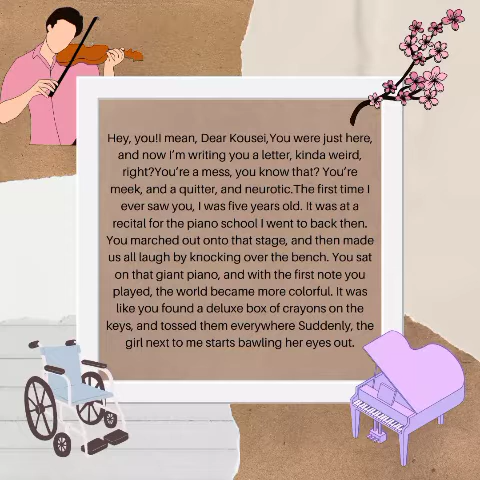 Hey, you!I mean, Dear Kousei,You were just here,
and now I'm writing you a letter, kinda weird,
right?You're a mess, you know that? You're
meek, and a quitter, and neurotic.The first time I
ever saw you, I was five years old. It was at a
recital for the piano school I went to back then.
You marched out onto that stage, and then made
us all laugh by knocking over the bench. You sat
on that giant piano, and with the first note you
played, the world became more colorful. It was
like you found a deluxe box of crayons on the
keys, and tossed them everywhere Suddenly, the
girl next to me starts bawling her eyes out.